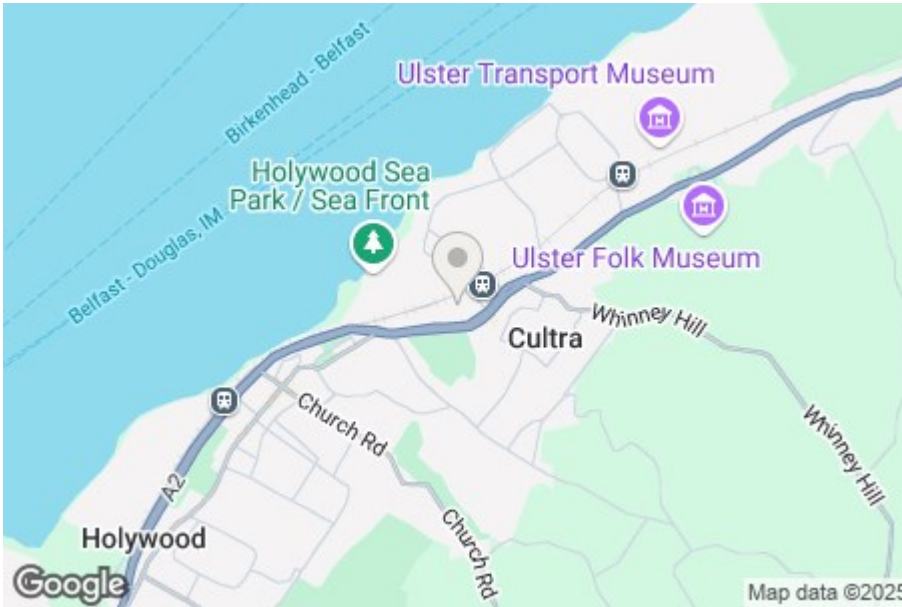 Ulster Transport Museum
Birkenhead - Belfast
Holywood Sea
Park / Sea Front
Belfast - Douglas, IM
Ulster Folk Museum
Whinney Hill
Cultra
Church Rd
Whinney Hill
A2
Church Rd
Holywood
Google
Map data ©2025